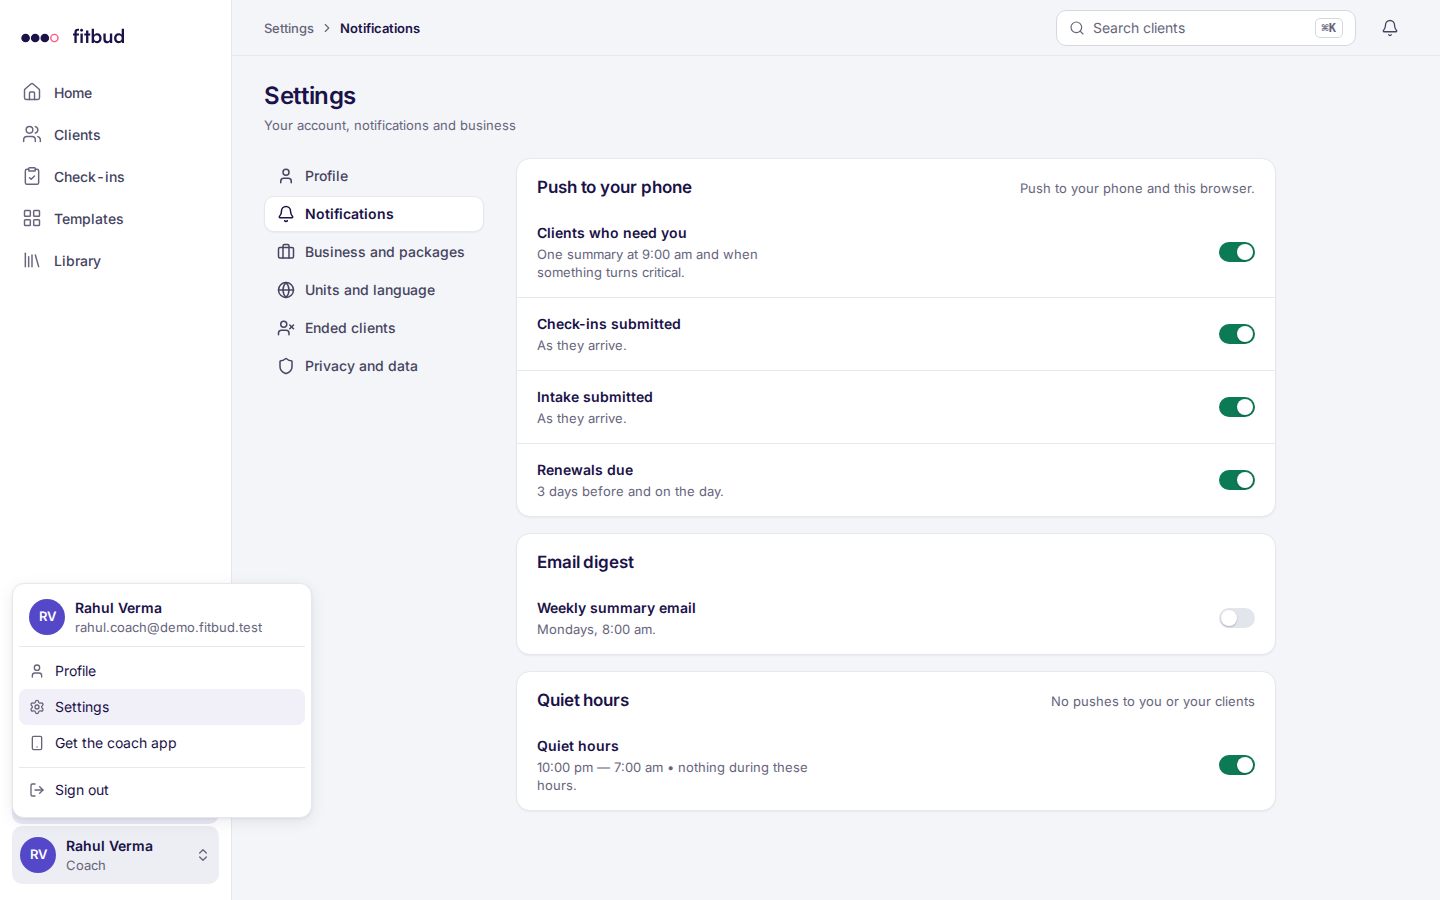 fitbud
Home
Clients
Check-ins
Templates
Library
Settings > Notifications
Search clients
⌘K
Settings
Your account, notifications and business
Profile
Notifications
Business and packages
Units and language
Ended clients
Privacy and data
Push to your phone
Push to your phone and this browser.
Clients who need you
One summary at 9:00 am and when
something turns critical.
Check-ins submitted
As they arrive.
Intake submitted
As they arrive.
Renewals due
3 days before and on the day.
Email digest
Weekly summary email
Mondays, 8:00 am.
Quiet hours
No pushes to you or your clients
Quiet hours
10:00 pm — 7:00 am • nothing during these
hours.
RV
Rahul Verma
rahul.coach@demo.fitbud.test
Profile
Settings
Get the coach app
Sign out
RV
Rahul Verma
Coach